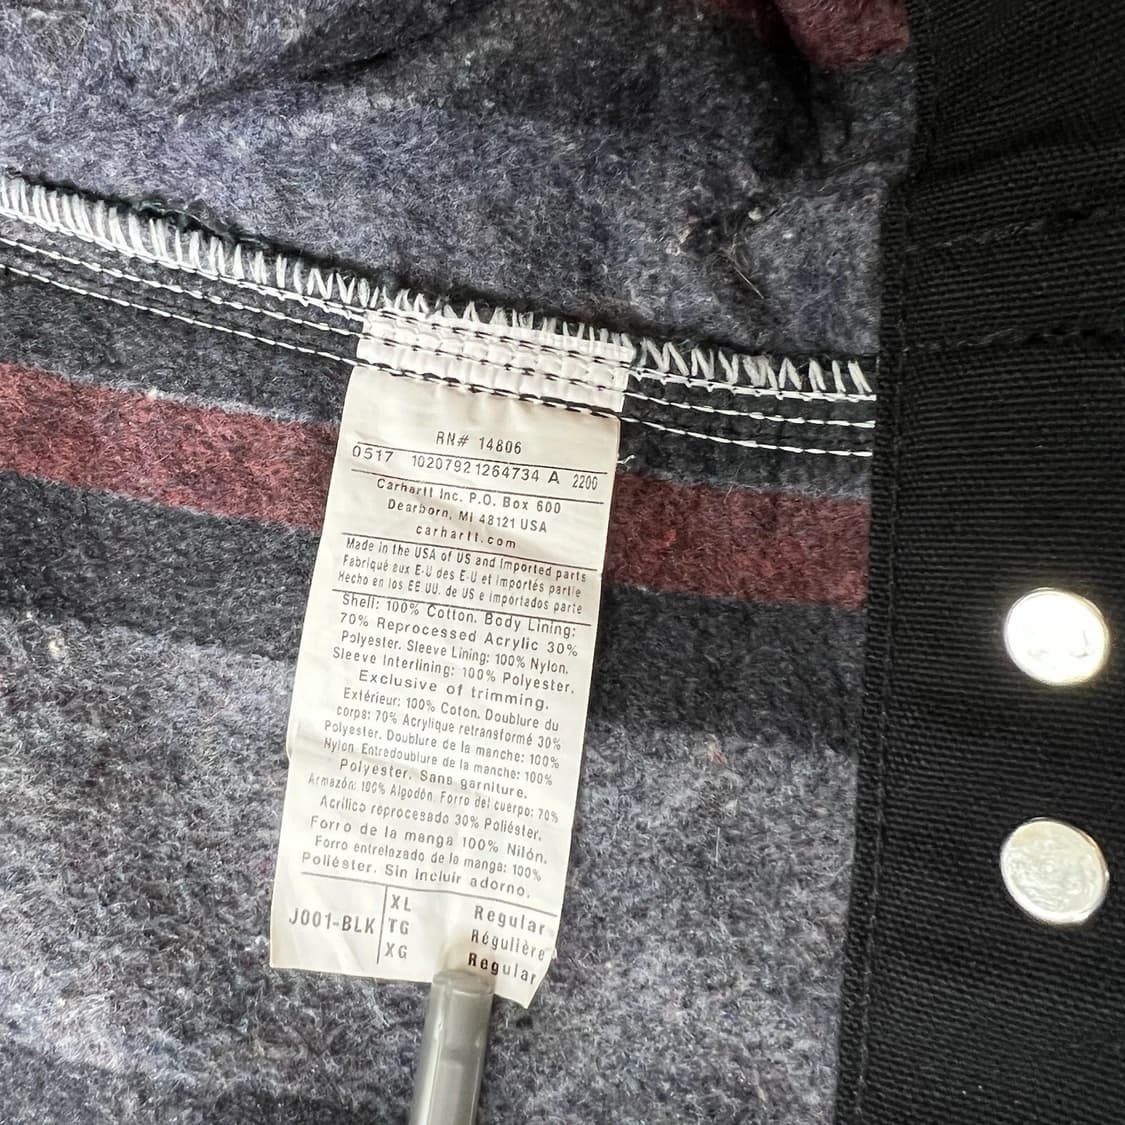 RN# 14806
0517 10207921264734 A 2200
Carhartt Inc. P.O. Box 600
Dearborn, MI 48121 USA
carhartt.com
Made in the USA of US and Imported parts
Fabriqué aux E-U des E-U et importés partie
Hecho en los EE UU. de US e importados parte
Shell: 100% Cotton. Body Lining:
70% Reprocessed Acrylic 30%
Polyester. Sleeve Lining: 100% Nylon.
Sleeve Interlining: 100% Polyester.
Exclusive of trimming.
Extérieur: 100% Coton. Doublure du
corps: 70% Acrylique retransformé 30%
Polyester. Doublure de la manche: 100%
Nylon. Entredoublure de la manche: 100%
Polyester. Sans garniture.
Armazón: 100% Algodón. Forro del cuerpo: 70%
Acrílico reprocesado 30% Poliéster.
Forro de la manga 100% Nilón.
Forro entrelazado de la manga: 100%
Poliéster. Sin incluir adorno.
J001-BLK
XL Regular
TG Régulière
XG Regular